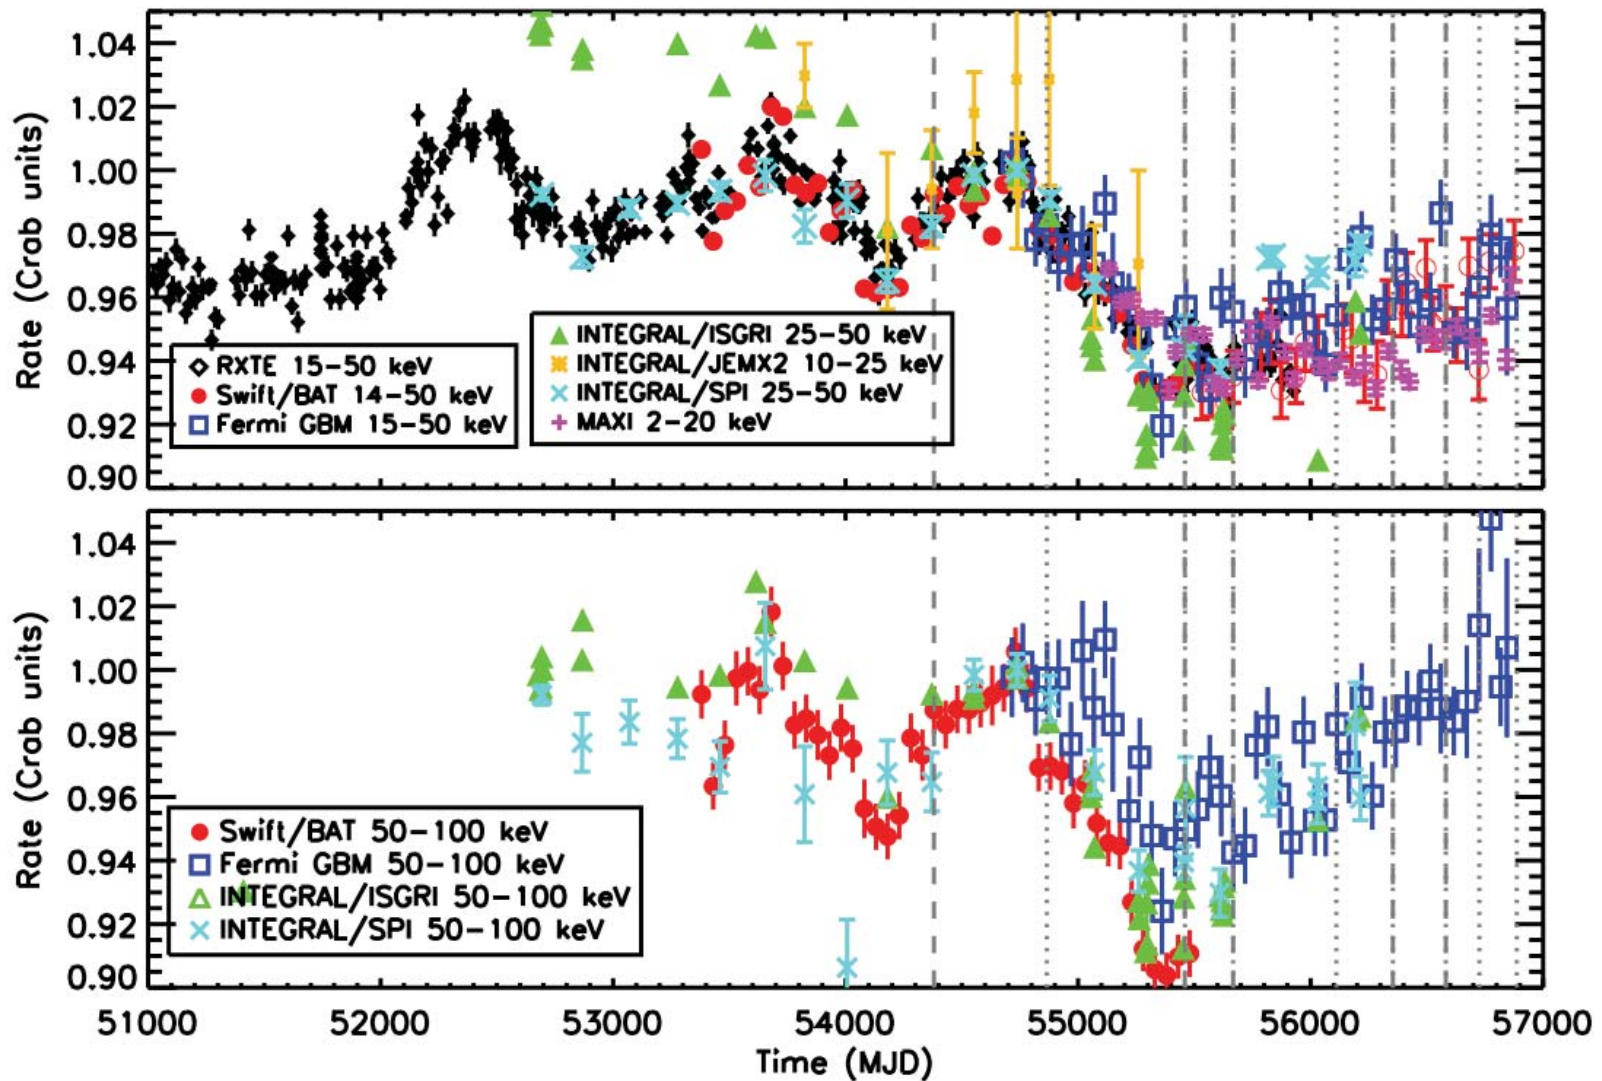 1.04
1.02
1.00
0.98
0.96
0.94
0.92
0.90
Rate (Crab units)
RXTE 15-50 keV
Swift/BAT 14-50 keV
Fermi GBM 15-50 keV
INTEGRAL/ISGRI 25-50 keV
INTEGRAL/JEMX2 10-25 keV
INTEGRAL/SPI 25-50 keV
MAXI 2-20 keV
1.04
1.02
1.00
0.98
0.96
0.94
0.92
0.90
Rate (Crab units)
Swift/BAT 50-100 keV
Fermi GBM 50-100 keV
INTEGRAL/ISGRI 50-100 keV
INTEGRAL/SPI 50-100 keV
51000 52000 53000 54000 55000 56000 57000
Time (MJD)